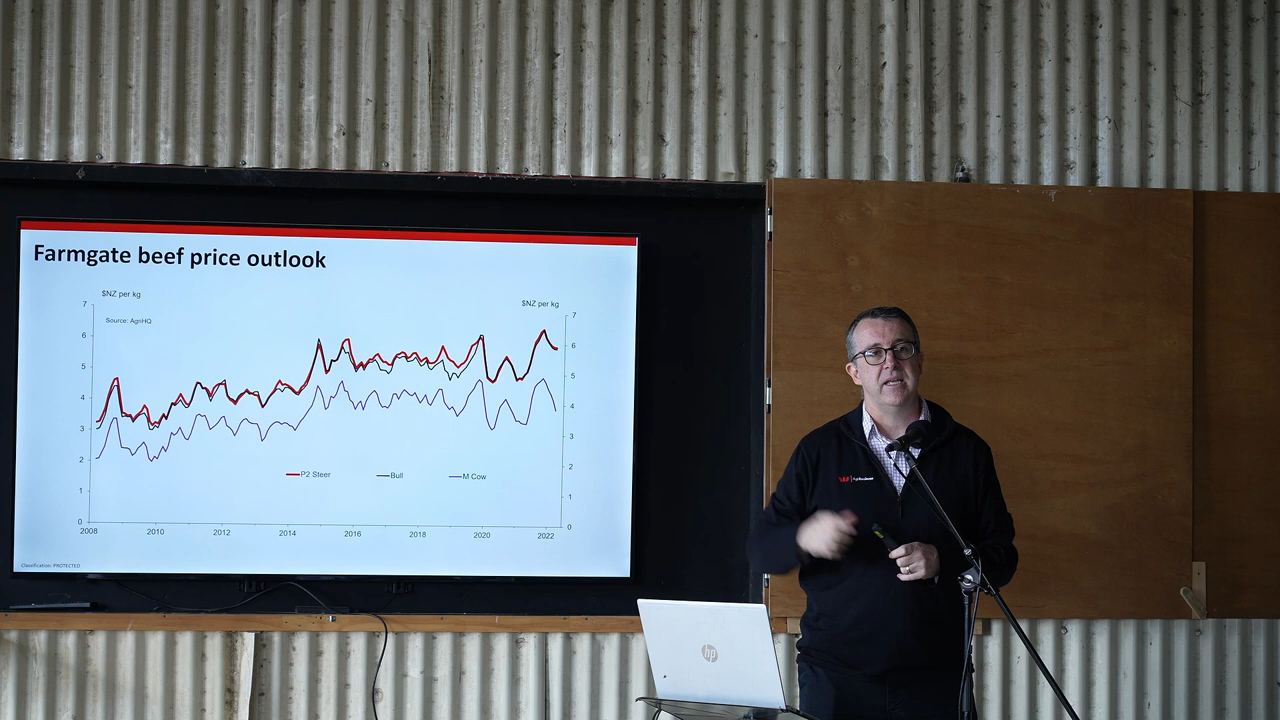 Farmgate beef price outlook
$NZ per kg
$NZ per kg
Source: AgriHQ
7
6
5
4
3
2
1
0
7
6
5
4
3
2
1
0
P2 Steer
Bull
M Cow
2008
2010
2012
2014
2016
2018
2020
2022
Classification: PROTECTED
hp